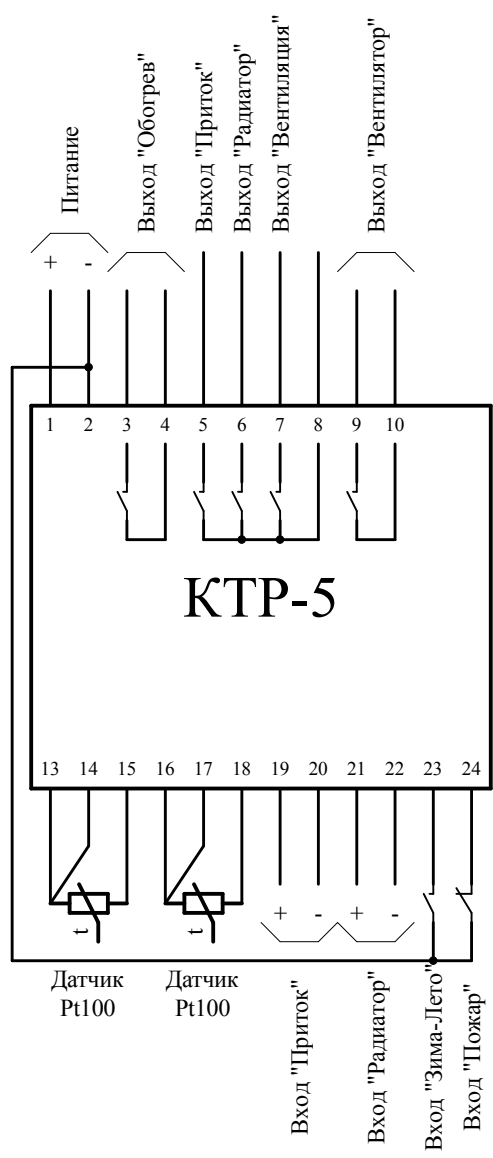 Питание
Выход "Обогрев"
Выход "Приток"
Выход "Радиатор"
Выход "Вентиляция"
Выход "Вентилятор"
+ -
1 2 3 4 5 6 7 8 9 10
КТР-5
13 14 15 16 17 18 19 20 21 22 23 24
t t + - + -
Датчик
Pt100
Датчик
Pt100
Вход "Приток"
Вход "Радиатор"
Вход "Зима-Лето"
Вход "Пожар"